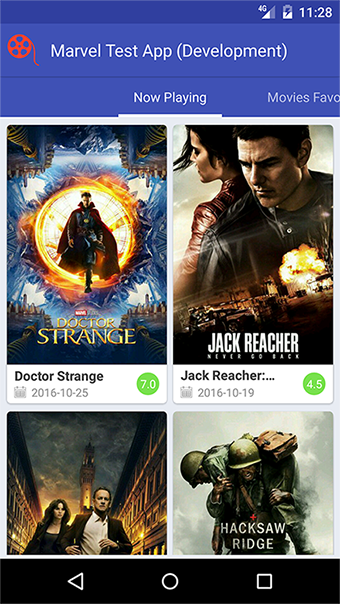 4G 11:28
Marvel Test App (Development)
Now Playing Movies Favo
MARVEL STUDIOS
DOCTOR
STRANGE
JACK REACHER
NEVER GO BACK
Doctor Strange
2016-10-25
7.0
Jack Reacher:...
2016-10-19
4.5
HACKSAW
RIDGE